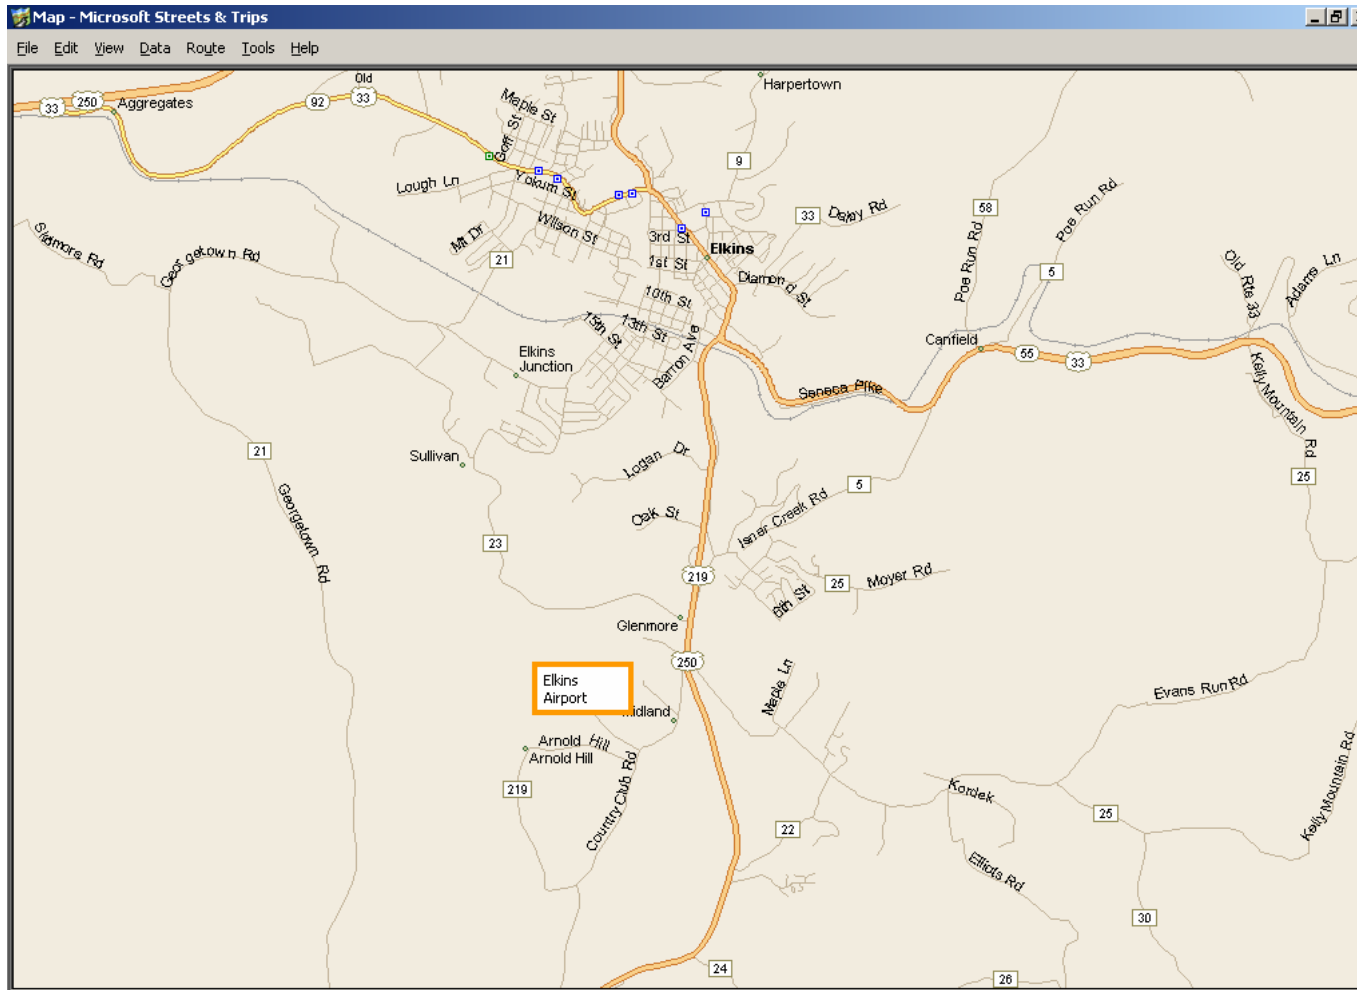 Map - Microsoft Streets & Trips
File Edit View Data Route Tools Help
Old
Harpertown
33
250
Aggregates
92
33
Maple St
Goff St
9
Lough Ln
Yokum St
58
Poe Run Rd
33
Daley Rd
Skidmore Rd
Georgetown Rd
Mt Dr
Wilson St
3rd St
Elkins
21
1st St
Diamond St
Poe Run Rd
5
Old Rte 33
Adams Ln
10th St
15th St
13th St
Barron Ave
Canfield
55
33
Elkins
Junction
Seneca Pike
Kelly Mountain Rd
21
Sullivan
Logan Dr
25
5
Georgetown Rd
Oak St
Isner Creek Rd
23
219
25
Moyer Rd
6th St
Glenmore
250
Elkins
Airport
Maple Ln
Evans Run Rd
Midland
Arnold Hill
Arnold Hill
Country Club Rd
219
Kordek
Kelly Mountain Rd
25
22
Elliots Rd
30
24
26